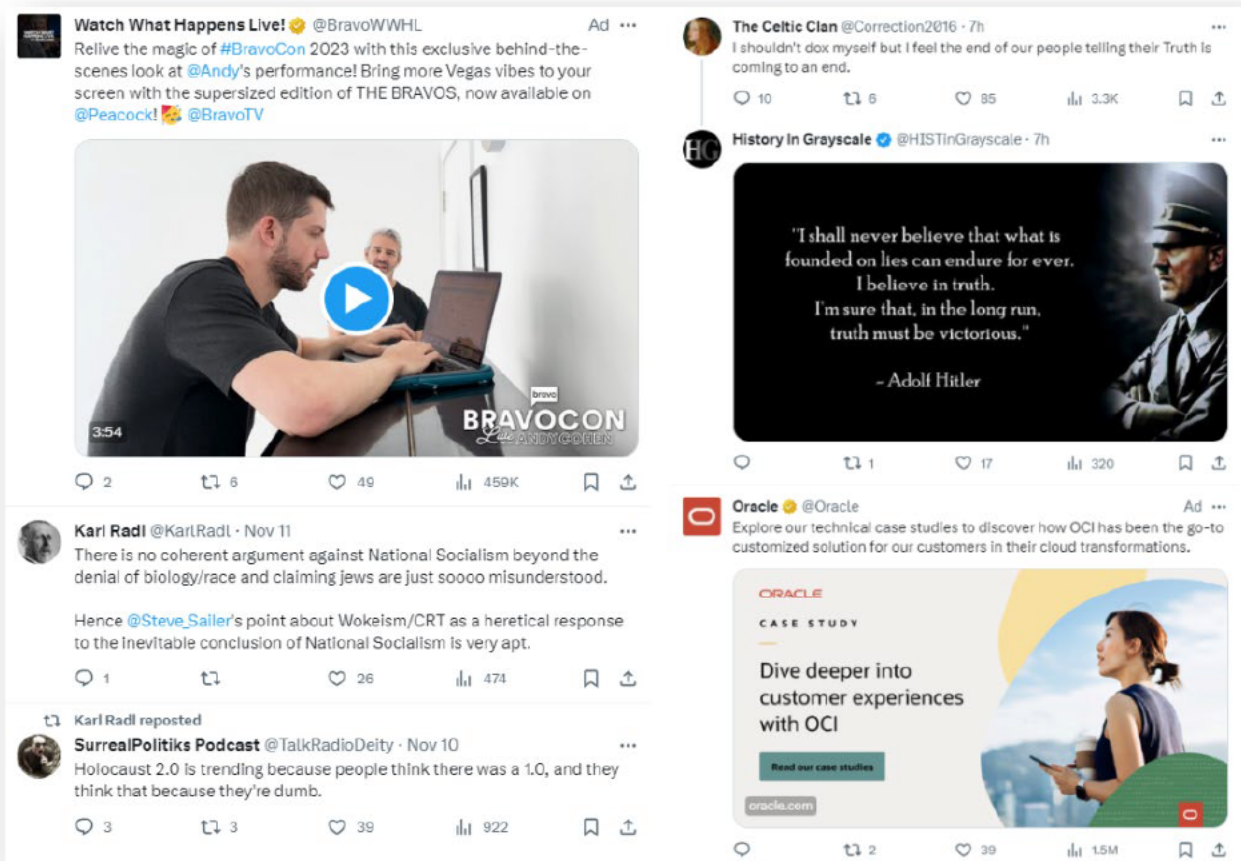 Watch What Happens Live! @BravoWWHL Ad
Relive the magic of #BravoCon 2023 with this exclusive behind-the-
scenes look at @Andy's performance! Bring more Vegas vibes to your
screen with the supersized edition of THE BRAVOS, now available on
@Peacock! 🥳 @BravoTV
bravo
BRAVOCON
Live with ANDY COHEN
3:54
2 6 49 459K
Karl Radl @KarlRadl · Nov 11
There is no coherent argument against National Socialism beyond the
denial of biology/race and claiming jews are just soooo misunderstood.
Hence @Steve_Sailer's point about Wokeism/CRT as a heretical response
to the inevitable conclusion of National Socialism is very apt.
1 26 474
Karl Radl reposted
SurrealPolitiks Podcast @TalkRadioDeity · Nov 10
Holocaust 2.0 is trending because people think there was a 1.0, and they
think that because they're dumb.
3 3 39 922
The Celtic Clan @Correction2016 · 7h
I shouldn't dox myself but I feel the end of our people telling their Truth is
coming to an end.
10 6 85 3.3K
HG
History In Grayscale @HISTinGrayscale · 7h
"I shall never believe that what is
founded on lies can endure for ever.
I believe in truth.
I'm sure that, in the long run,
truth must be victorious."
- Adolf Hitler
1 17 320
Oracle @Oracle Ad
Explore our technical case studies to discover how OCI has been the go-to
customized solution for our customers in their cloud transformations.
ORACLE
CASE STUDY
Dive deeper into
customer experiences
with OCI
Read our case studies
oracle.com
2 39 1.5M